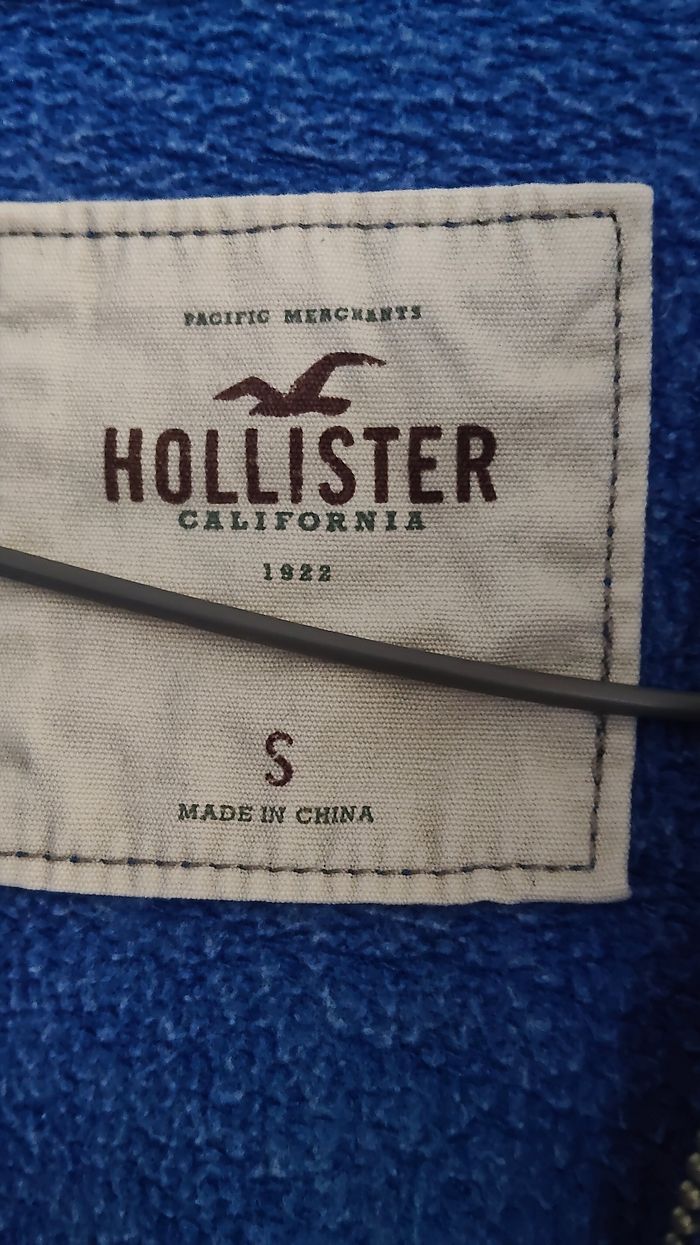 PACIFIC MERCHANTS
HOLLISTER
CALIFORNIA
1922
S
MADE IN CHINA